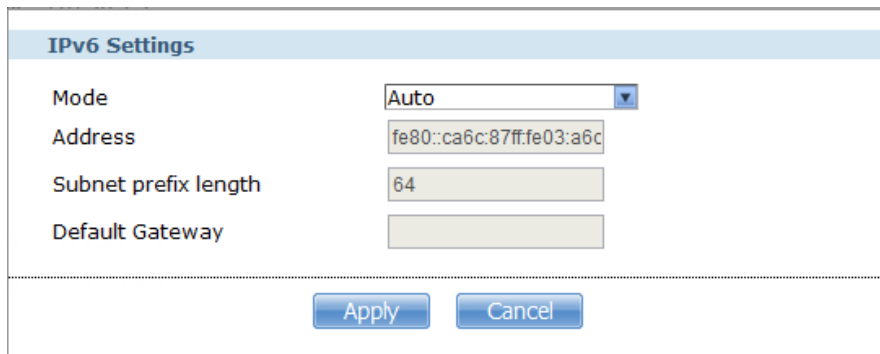 IPv6 Settings
Mode Auto
Address fe80::ca6c:87ff:fe03:a6c
Subnet prefix length 64
Default Gateway
Apply Cancel